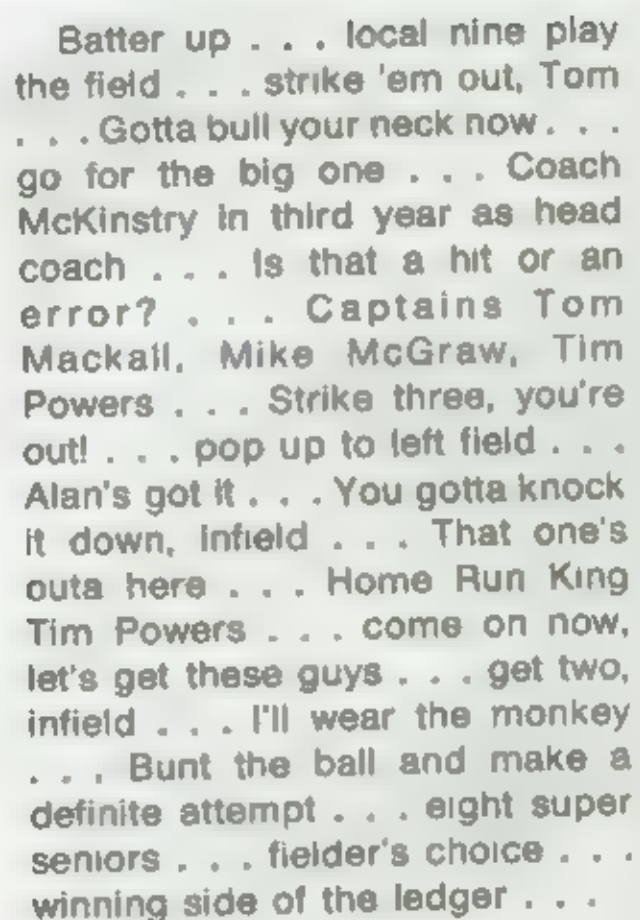 Batter up . . . local nine play
the field . . . strike 'em out, Tom
. . . Gotta bull your neck now . . .
go for the big one . . . Coach
McKinstry in third year as head
coach . . . Is that a hit or an
error? . . . Captains Tom
Mackall, Mike McGraw, Tim
Powers . . . Strike three, you're
out! . . . pop up to left field . . .
Alan's got it . . . You gotta knock
it down, infield . . . That one's
outa here . . . Home Run King
Tim Powers . . . come on now,
let's get these guys . . . get two,
infield . . . I'll wear the monkey
. . . Bunt the ball and make a
definite attempt . . . eight super
seniors . . . fielder's choice . . .
winning side of the ledger . . .